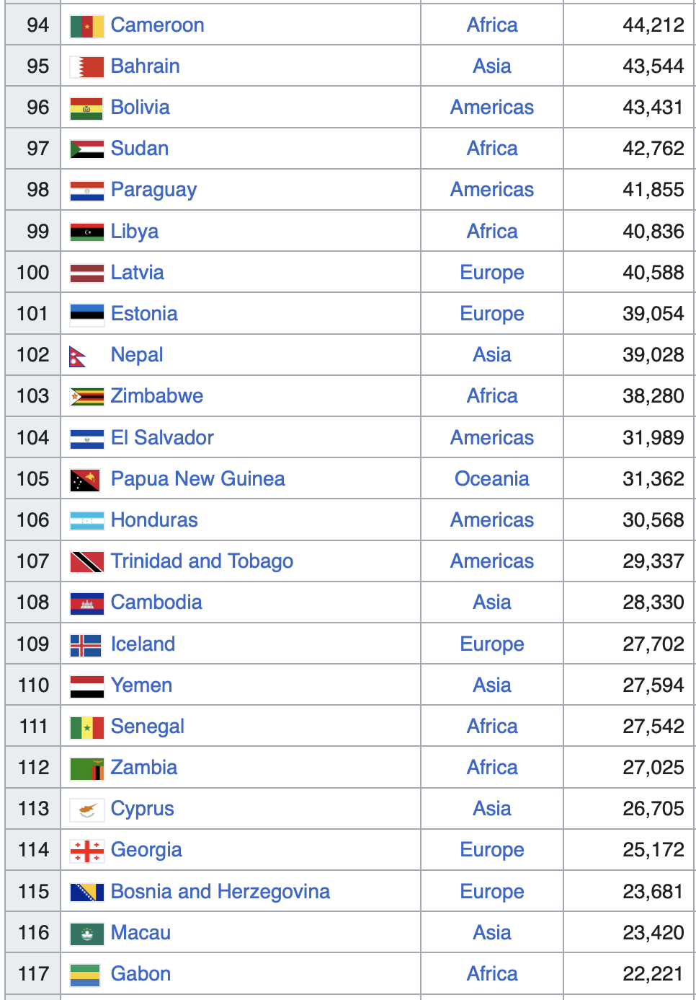 94 Cameroon Africa 44,212
95 Bahrain Asia 43,544
96 Bolivia Americas 43,431
97 Sudan Africa 42,762
98 Paraguay Americas 41,855
99 Libya Africa 40,836
100 Latvia Europe 40,588
101 Estonia Europe 39,054
102 Nepal Asia 39,028
103 Zimbabwe Africa 38,280
104 El Salvador Americas 31,989
105 Papua New Guinea Oceania 31,362
106 Honduras Americas 30,568
107 Trinidad and Tobago Americas 29,337
108 Cambodia Asia 28,330
109 Iceland Europe 27,702
110 Yemen Asia 27,594
111 Senegal Africa 27,542
112 Zambia Africa 27,025
113 Cyprus Asia 26,705
114 Georgia Europe 25,172
115 Bosnia and Herzegovina Europe 23,681
116 Macau Asia 23,420
117 Gabon Africa 22,221